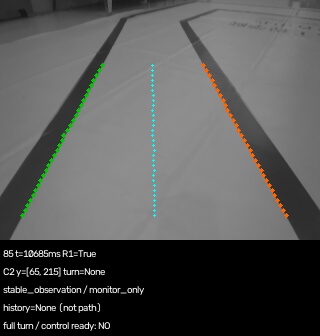 85 t=10685ms R1=True
C2 y=[65, 215] turn=None
stable_observation / monitor_only
history=None (not path)
full turn / control ready: NO